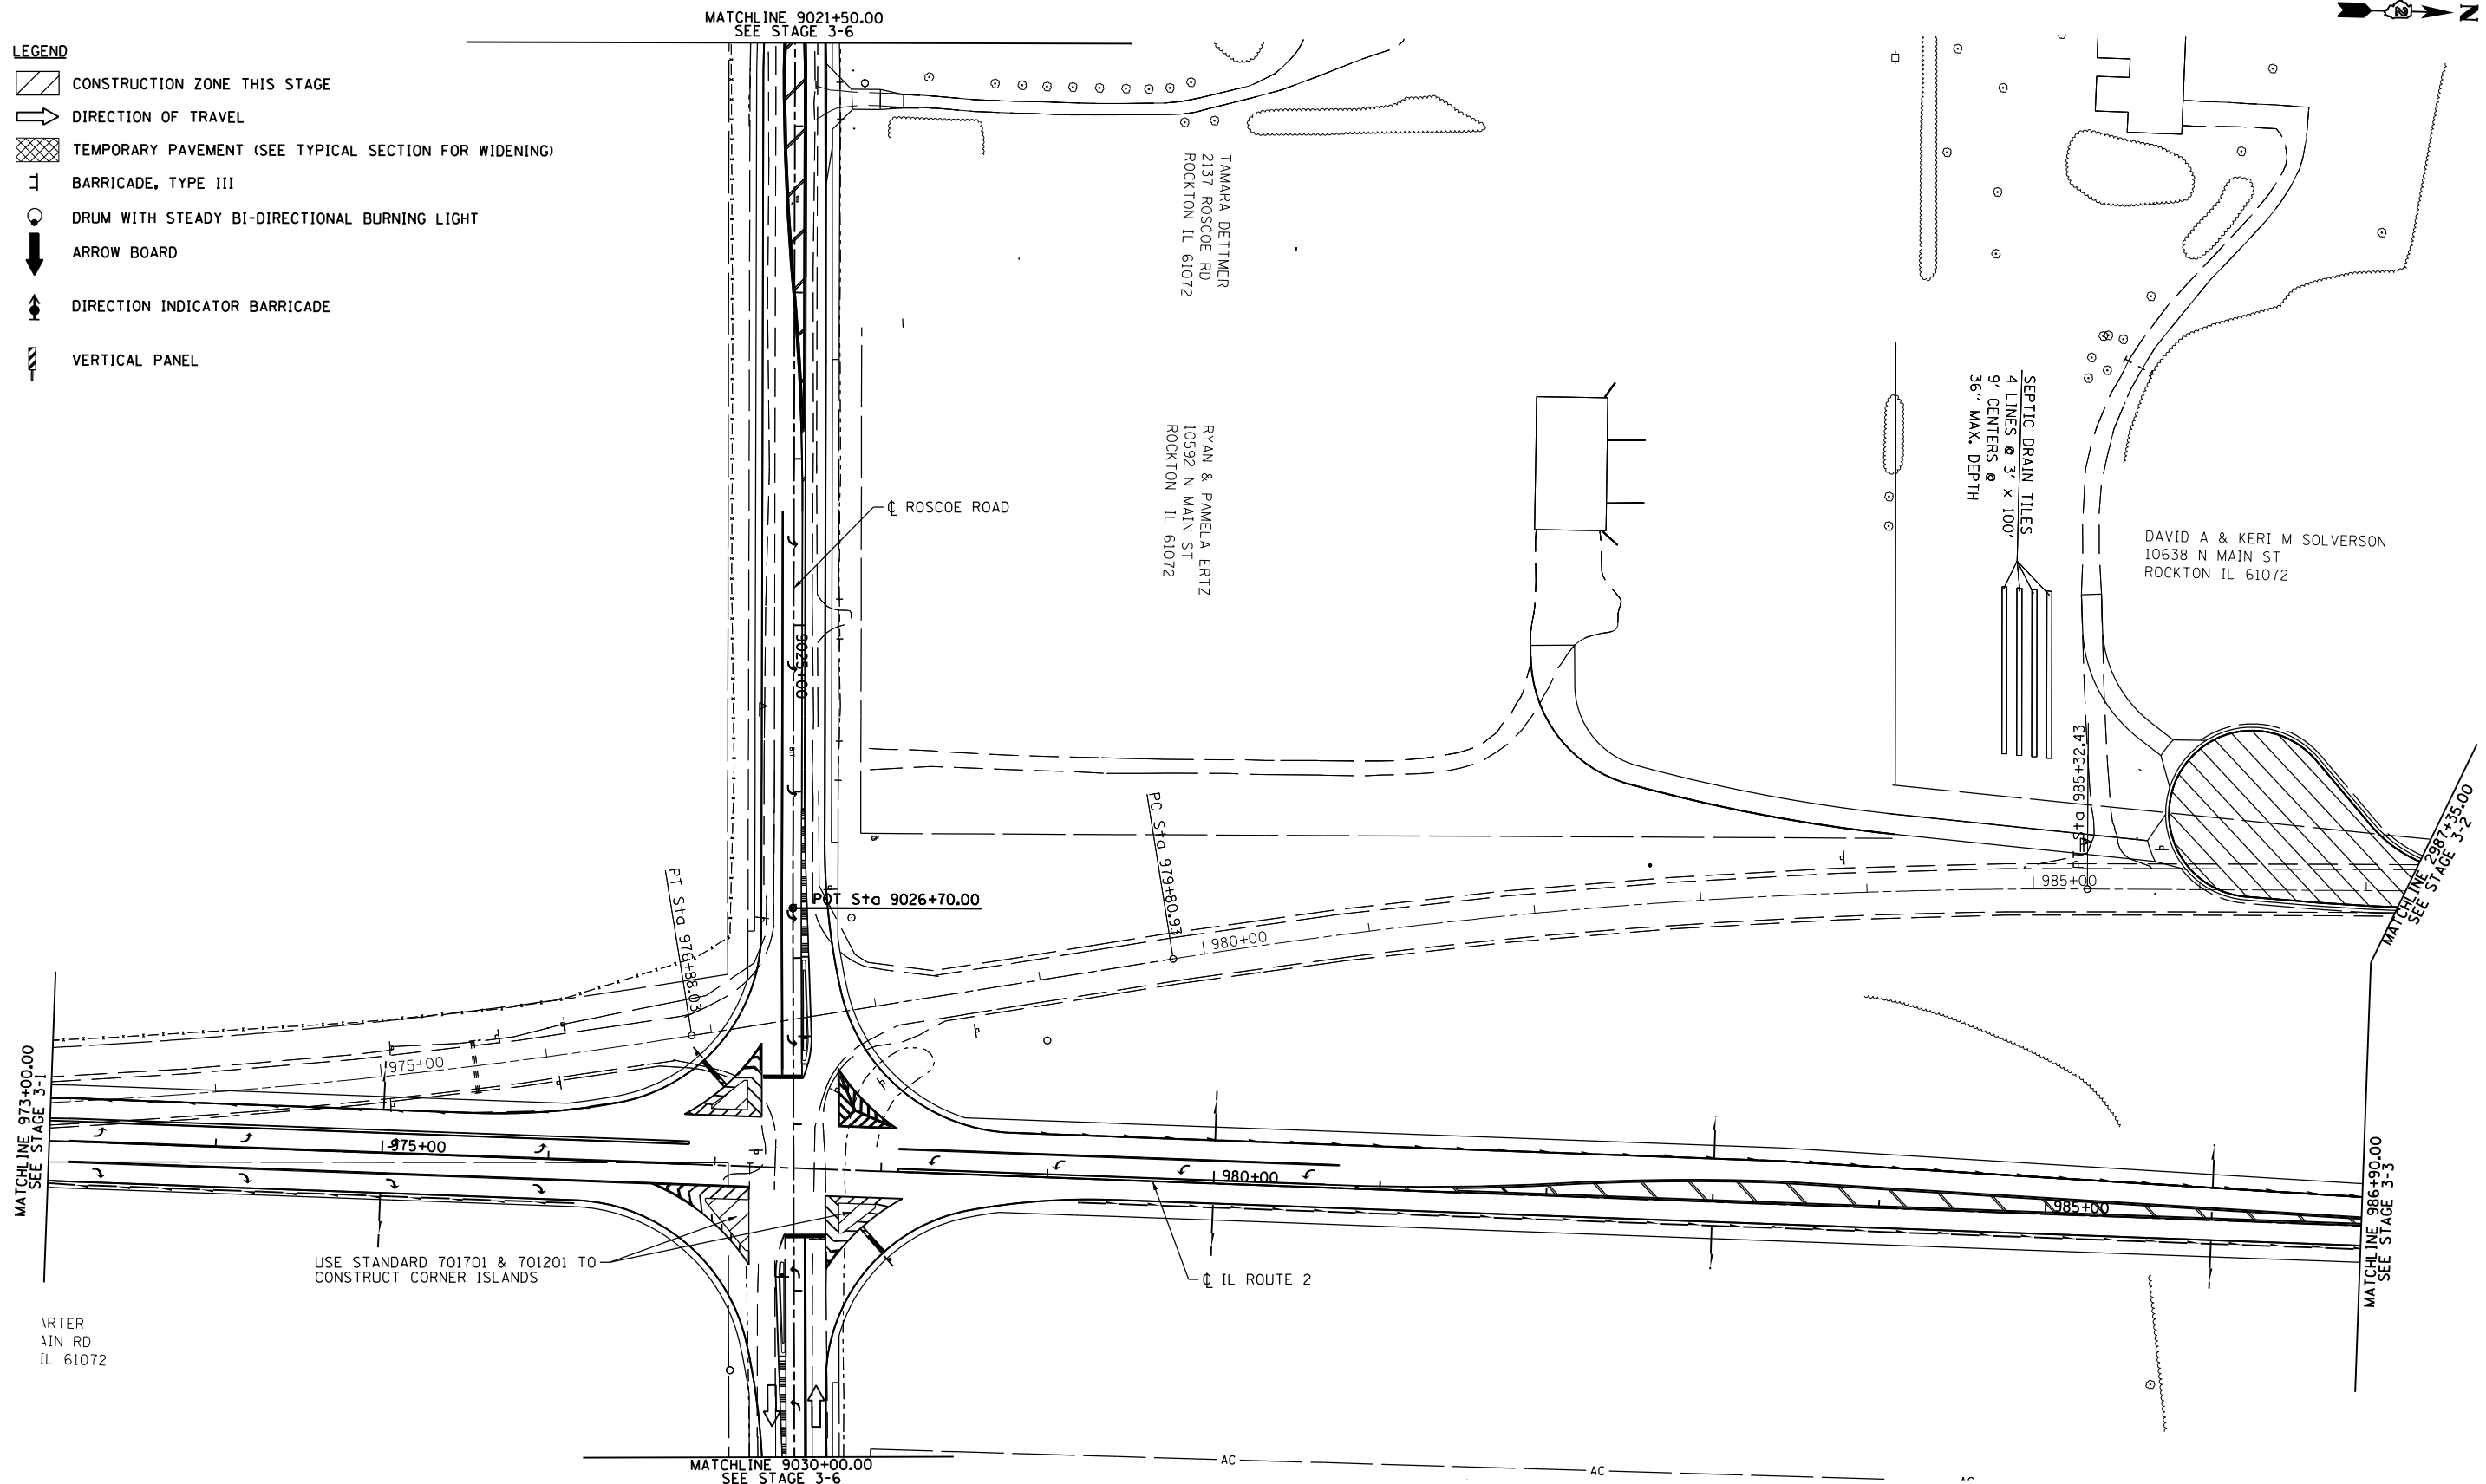 MATCHLINE 9021+50.00
SEE STAGE 3-6
N
2
LEGEND
CONSTRUCTION ZONE THIS STAGE
DIRECTION OF TRAVEL
TEMPORARY PAVEMENT (SEE TYPICAL SECTION FOR WIDENING)
BARRICADE, TYPE III
DRUM WITH STEADY BI-DIRECTIONAL BURNING LIGHT
ARROW BOARD
DIRECTION INDICATOR BARRICADE
VERTICAL PANEL
TAMARA DETTMER
2137 ROSCOE RD
ROCKTON IL 61072
RYAN & PAMELA ERTZ
10592 N MAIN ST
ROCKTON IL 61072
SEPTIC DRAIN TILES
4 LINES @ 3' x 100'
9' CENTERS @
36" MAX. DEPTH
DAVID A & KERI M SOLVERSON
10638 N MAIN ST
ROCKTON IL 61072
℄ ROSCOE ROAD
9025+00
POT Sta 9026+70.00
PT Sta 976+88.03
PC Sta 979+80.93
PT Sta 985+32.43
980+00
985+00
975+00
MATCHLINE 2987+35.00
SEE STAGE 3-2
MATCHLINE 973+00.00
SEE STAGE 3-1
975+00
980+00
985+00
MATCHLINE 986+90.00
SEE STAGE 3-3
USE STANDARD 701701 & 701201 TO
CONSTRUCT CORNER ISLANDS
℄ IL ROUTE 2
ARTER
AIN RD
IL 61072
MATCHLINE 9030+00.00
SEE STAGE 3-6
AC
AC